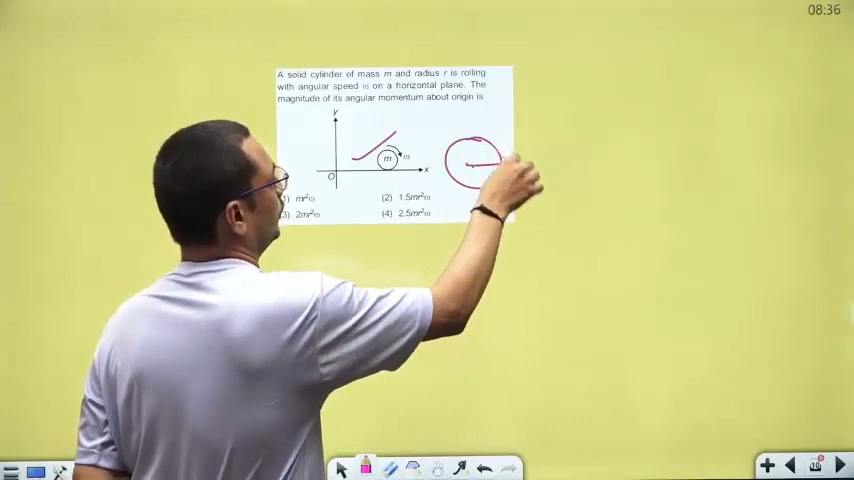 08:36
A solid cylinder of mass m and radius r is rolling
with angular speed ω on a horizontal plane. The
magnitude of its angular momentum about origin is
y
m
ω
O
x
1) mr²ω
(2) 1.5mr²ω
3) 2mr²ω
(4) 2.5mr²ω
10